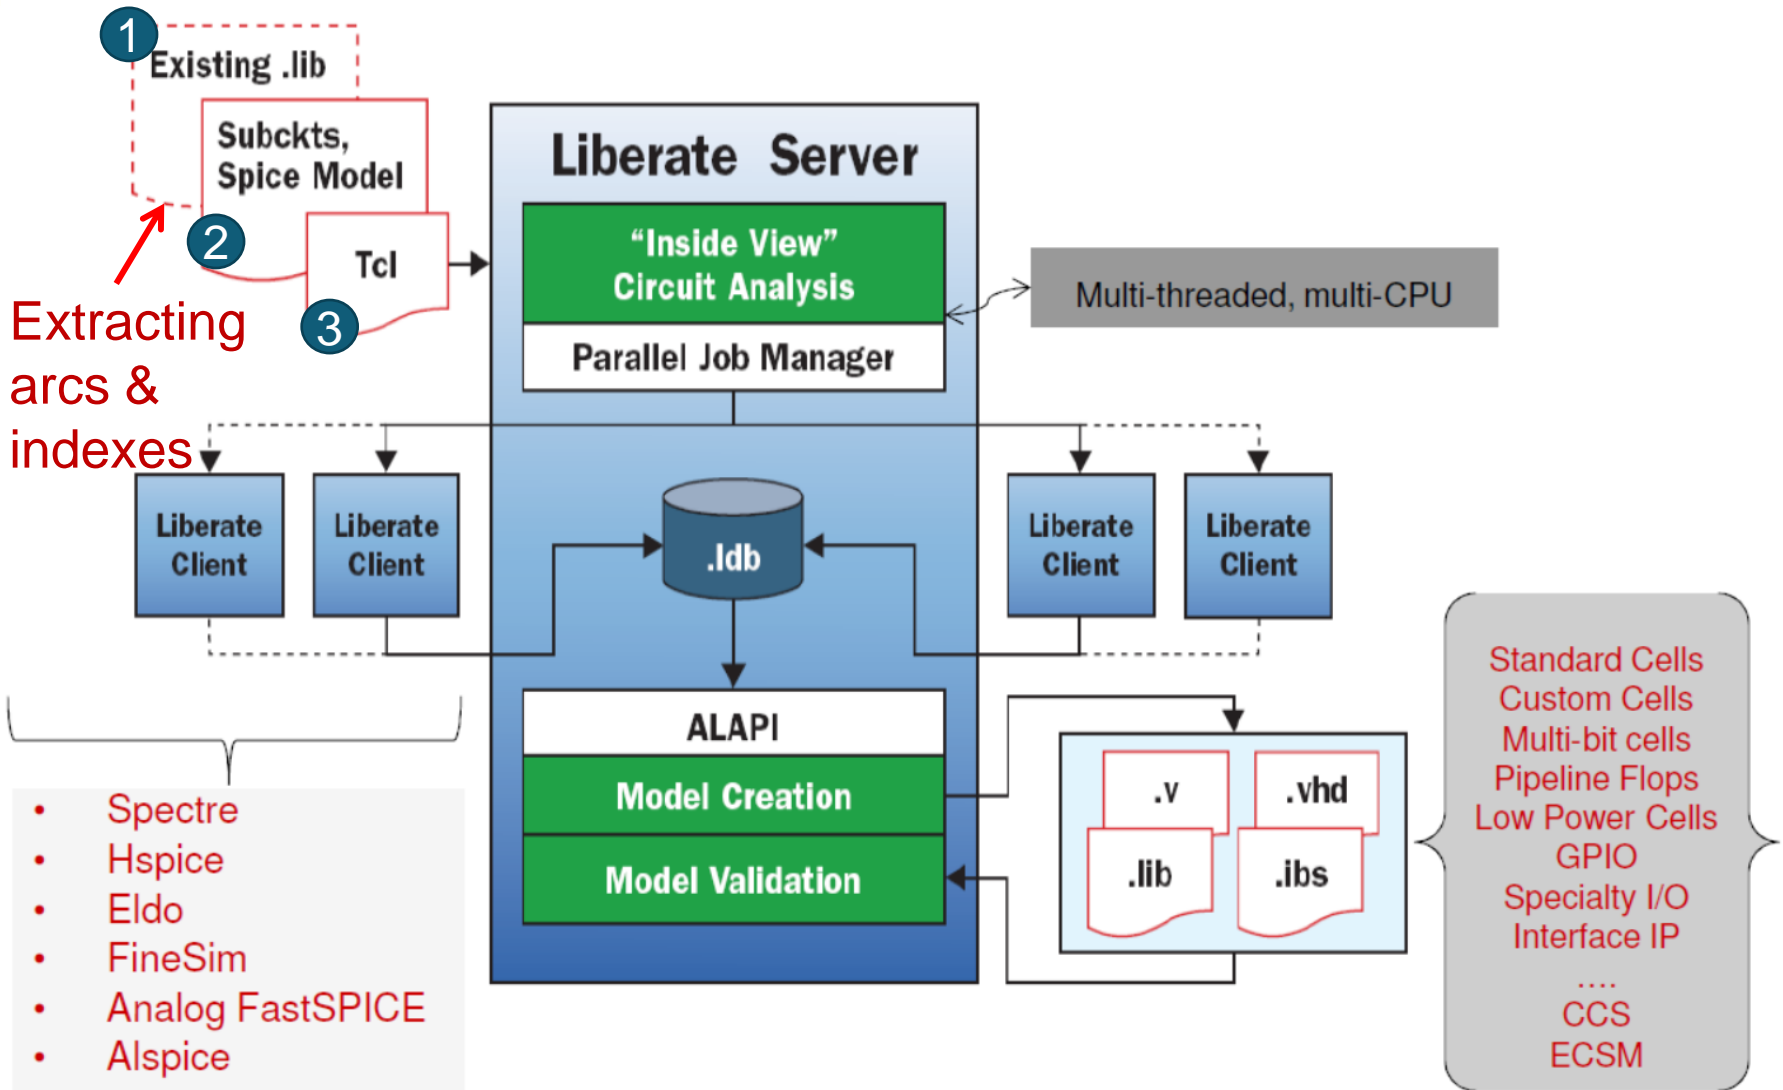 1
Existing .lib
Subckts,
Spice Model
2
Tcl
3
Extracting
arcs &
indexes
Liberate Server
“Inside View”
Circuit Analysis
Parallel Job Manager
Multi-threaded, multi-CPU
Liberate
Client
Liberate
Client
.ldb
Liberate
Client
Liberate
Client
ALAPI
Model Creation
Model Validation
.v
.vhd
.lib
.ibs
• Spectre
• Hspice
• Eldo
• FineSim
• Analog FastSPICE
• Alspice
Standard Cells
Custom Cells
Multi-bit cells
Pipeline Flops
Low Power Cells
GPIO
Specialty I/O
Interface IP
....
CCS
ECSM